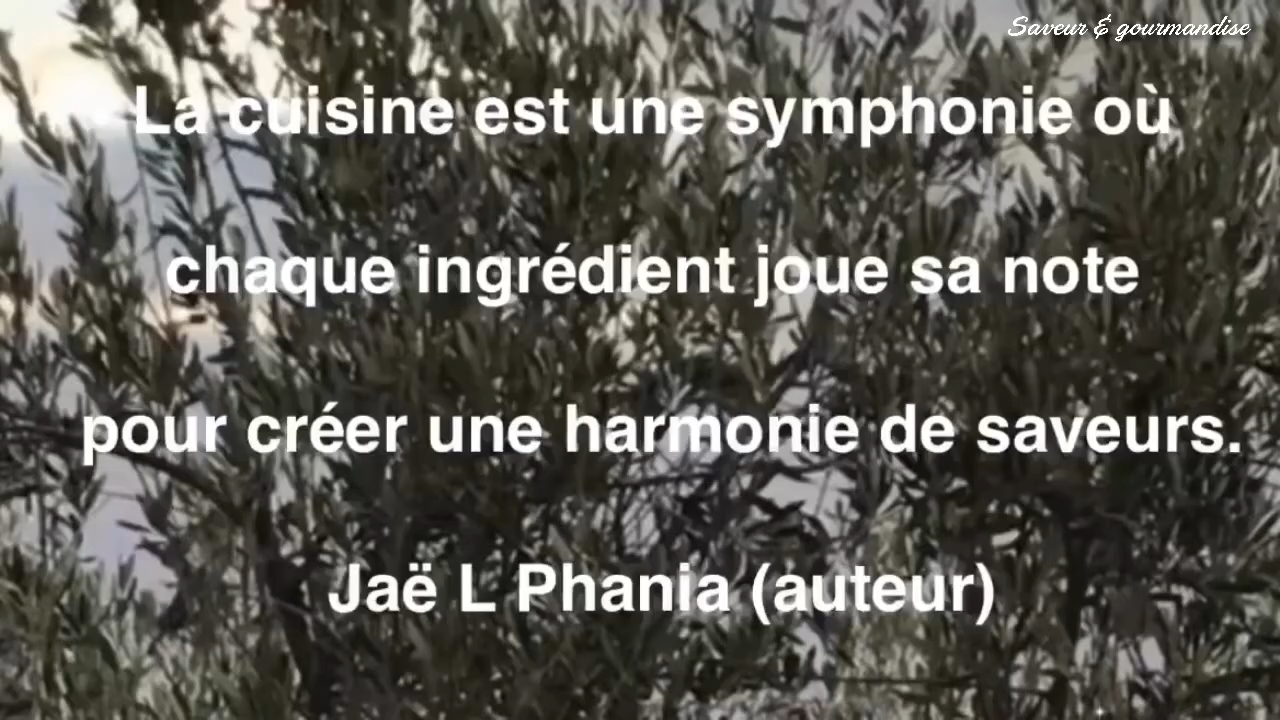 Saveur & gourmandise
La cuisine est une symphonie où
chaque ingrédient joue sa note
pour créer une harmonie de saveurs.
Jaë L Phania (auteur)